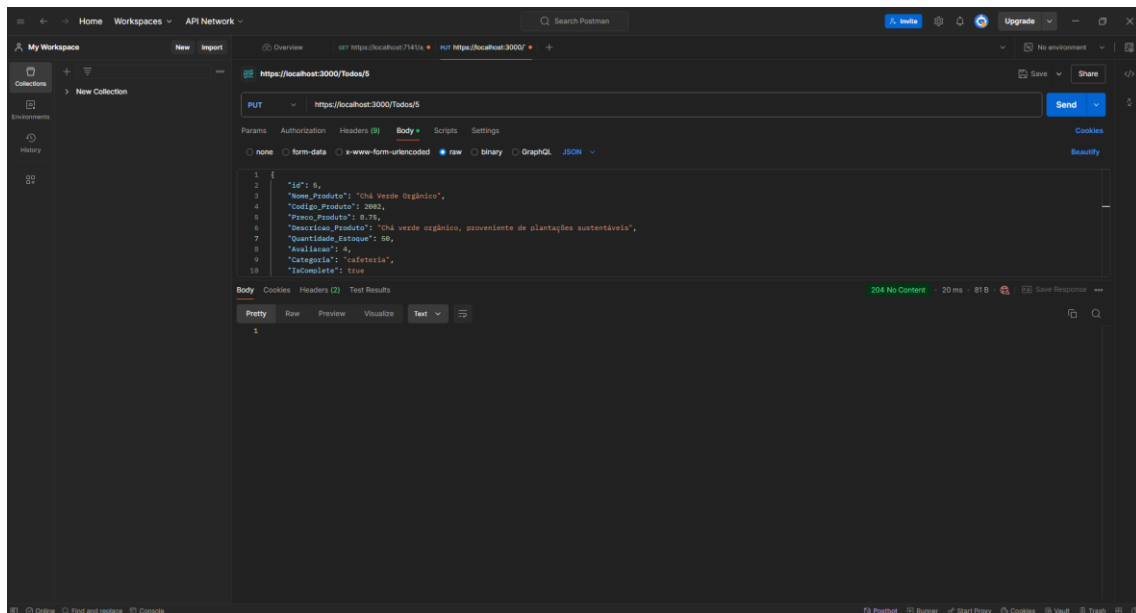 Home Workspaces API Network Search Postman Invite Upgrade
My Workspace New Import Overview GET https://localhost:7141/a PUT https://localhost:3000/ No environment
Collections
New Collection
Environments
History
https://localhost:3000/Todos/5 Save Share
PUT https://localhost:3000/Todos/5 Send
Params Authorization Headers (9) Body Scripts Settings Cookies
none form-data x-www-form-urlencoded raw binary GraphQL JSON Beautify
1 {
2 "id": 5,
3 "Nome_Produto": "Chá Verde Orgânico",
4 "Codigo_Produto": 2002,
5 "Preco_Produto": 8.75,
6 "Descricao_Produto": "Chá verde orgânico, proveniente de plantações sustentáveis",
7 "Quantidade_Estoque": 50,
8 "Avaliacao": 4,
9 "Categoria": "cafeteria",
10 "IsComplete": true
Body Cookies Headers (2) Test Results 204 No Content 20 ms 81 B Save Response
Pretty Raw Preview Visualize Text
1
Online Find and replace Console Postbot Runner Start Proxy Cookies Vault Trash